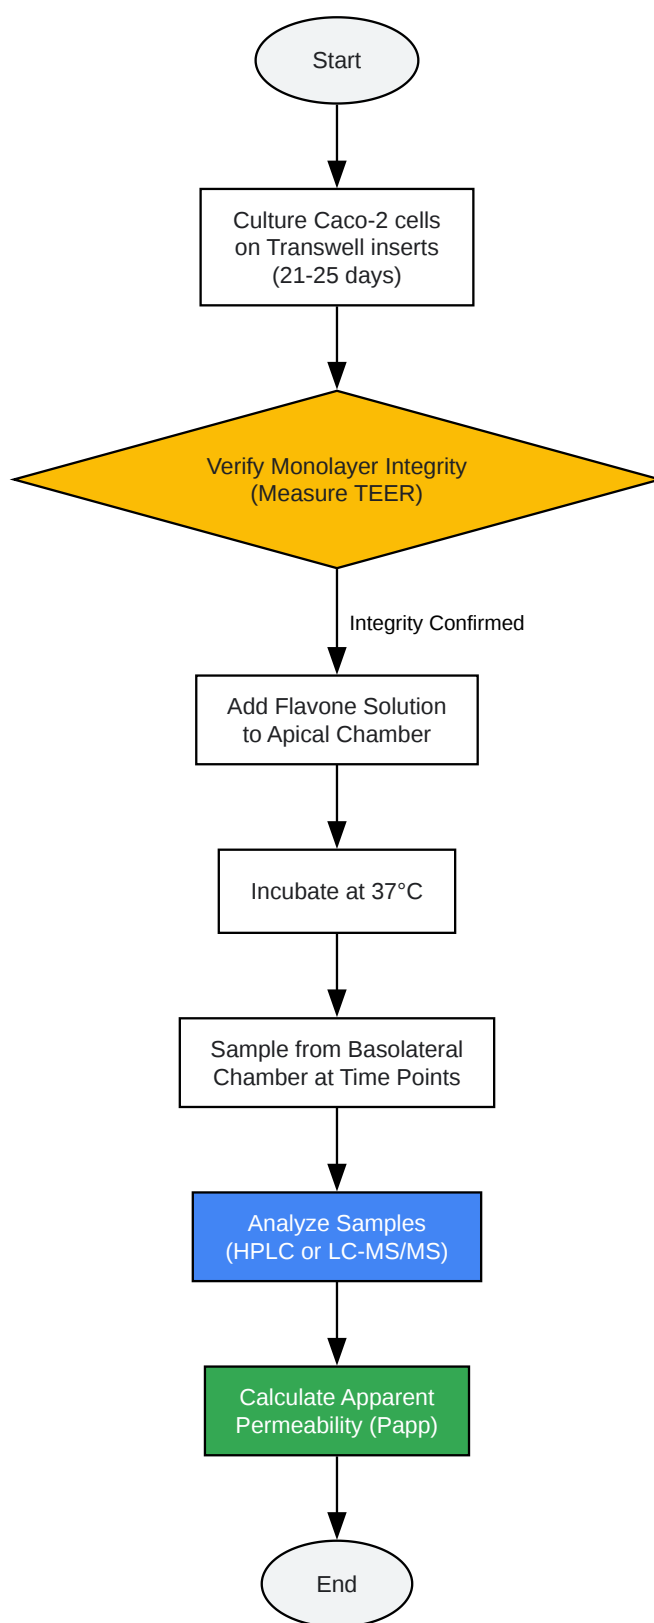 Start
Culture Caco-2 cells
on Transwell inserts
(21-25 days)
Verify Monolayer Integrity
(Measure TEER)
Integrity Confirmed
Add Flavone Solution
to Apical Chamber
Incubate at 37°C
Sample from Basolateral
Chamber at Time Points
Analyze Samples
(HPLC or LC-MS/MS)
Calculate Apparent
Permeability (Papp)
End